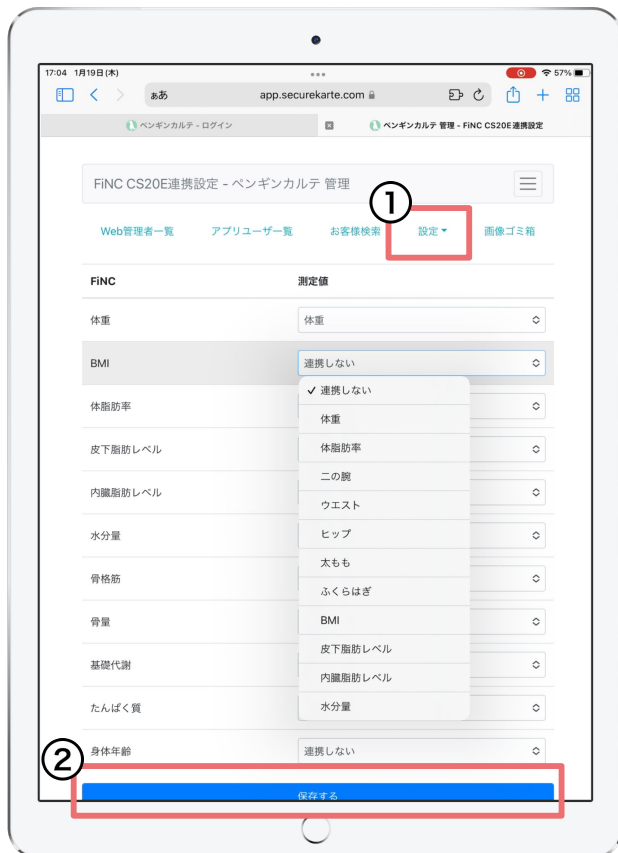 17:04 1月19日(木)
57%
ぁあ
app.securekarte.com
ペンギンカルテ - ログイン
ペンギンカルテ 管理 - FiNC CS20E連携設定
FiNC CS20E連携設定 - ペンギンカルテ 管理
①
Web管理者一覧 アプリユーザ一覧 お客様検索 設定 画像ゴミ箱
FiNC 測定値
体重 体重
BMI 連携しない
✓ 連携しない
体脂肪率
体重
皮下脂肪レベル
体脂肪率
二の腕
内臓脂肪レベル
ウエスト
水分量
ヒップ
太もも
骨格筋
ふくらはぎ
骨量
BMI
皮下脂肪レベル
基礎代謝
内臓脂肪レベル
たんぱく質
水分量
②
身体年齢 連携しない
保存する